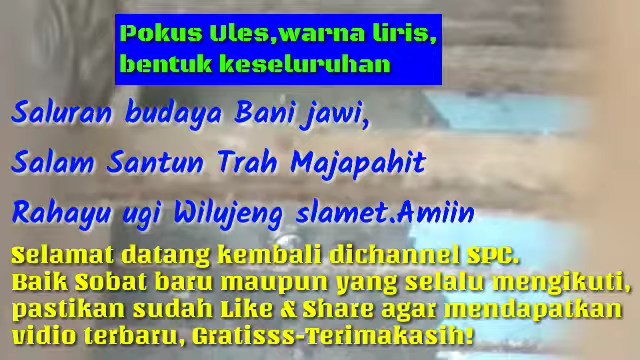 Pokus Ules,warna liris,
bentuk keseluruhan
Saluran budaya Bani jawi,
Salam Santun Trah Majapahit
Rahayu ugi Wilujeng slamet.Amiin
Selamat datang kembali dichannel SPC.
Baik Sobat baru maupun yang selalu mengikuti,
pastikan sudah Like & Share agar mendapatkan
vidio terbaru, Gratisss-Terimakasih!